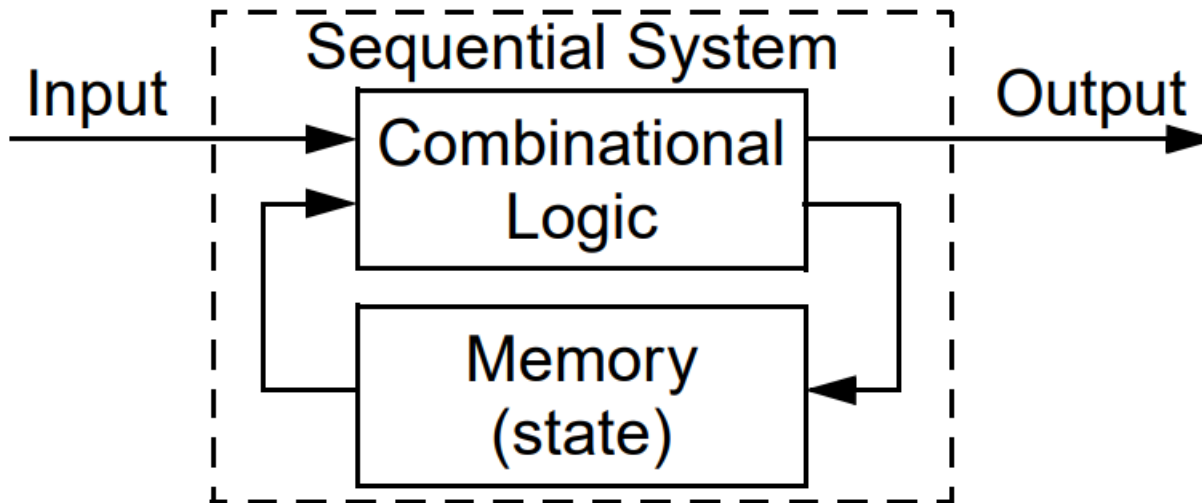 Sequential System
Input
Output
Combinational
Logic
Memory
(state)